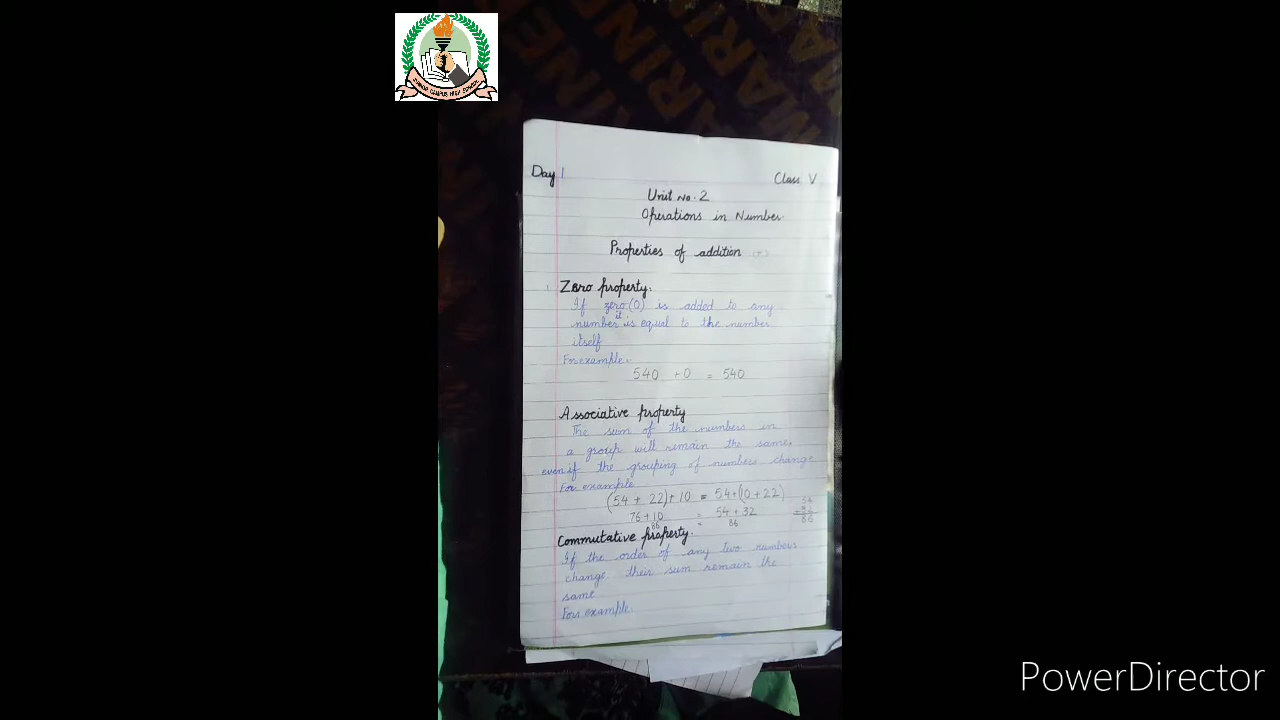 Day 1
Class V
Unit No. 2
Operations in Number.
Properties of addition (+)
Zero property.
If zero (0) is added to any
number it is equal to the number
itself
For example.
540 + 0 = 540
Associative property
The sum of the numbers in
a group will remain the same,
even if the grouping of numbers change
For example
(54 + 22) + 10 = 54 + (10 + 22)
76 + 10 = 54 + 32
86 = 86
54
86
Commutative property.
If the order of any two numbers
change their sum remain the
same
For example.
PowerDirector